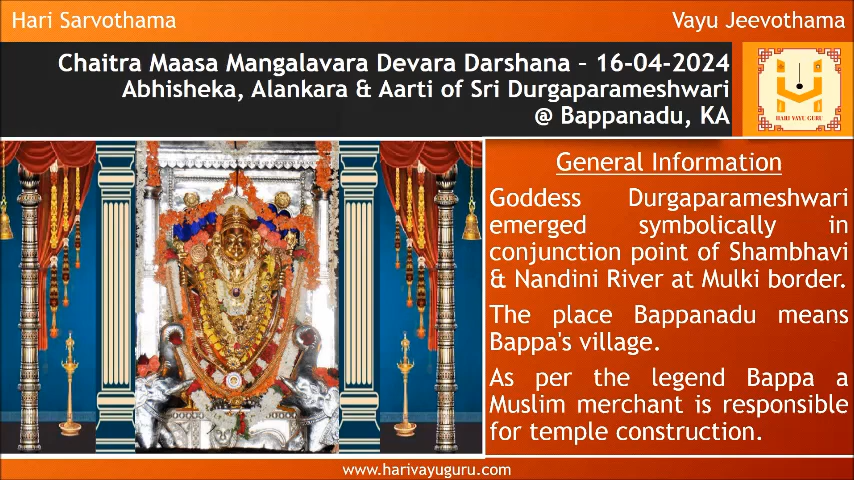 Hari Sarvothama
Vayu Jeevothama
Chaitra Maasa Mangalavara Devara Darshana – 16-04-2024
Abhisheka, Alankara & Aarti of Sri Durgaparameshwari
@ Bappanadu, KA
HARI VAYU GURU
General Information
Goddess Durgaparameshwari
emerged symbolically in
conjunction point of Shambhavi
& Nandini River at Mulki border.
The place Bappanadu means
Bappa's village.
As per the legend Bappa a
Muslim merchant is responsible
for temple construction.
www.harivayuguru.com